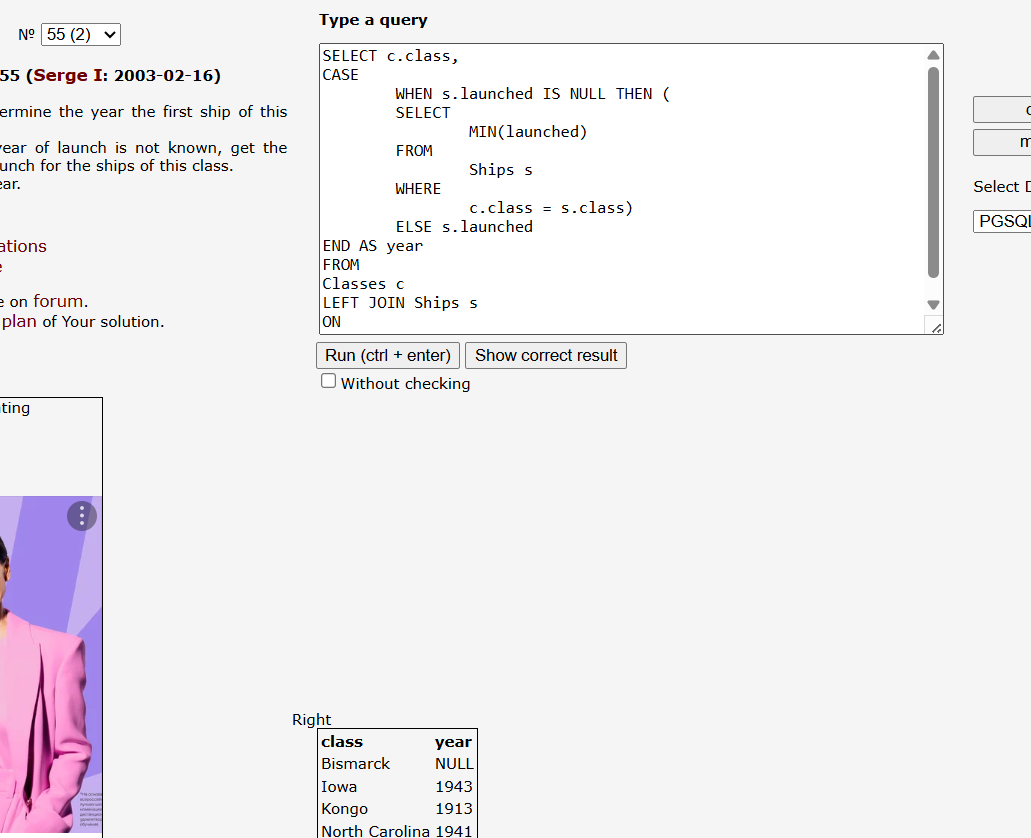 Nº 55 (2)
55 (Serge I: 2003-02-16)
ermine the year the first ship of this
year of launch is not known, get the
unch for the ships of this class.
ear.
ations
e
e on forum.
plan of Your solution.
ting
Type a query
SELECT c.class,
CASE
WHEN s.launched IS NULL THEN (
SELECT
MIN(launched)
FROM
Ships s
WHERE
c.class = s.class)
ELSE s.launched
END AS year
FROM
Classes c
LEFT JOIN Ships s
ON
Run (ctrl + enter) Show correct result
Without checking
Select D
PGSQL
Right
class year
Bismarck NULL
Iowa 1943
Kongo 1913
North Carolina 1941